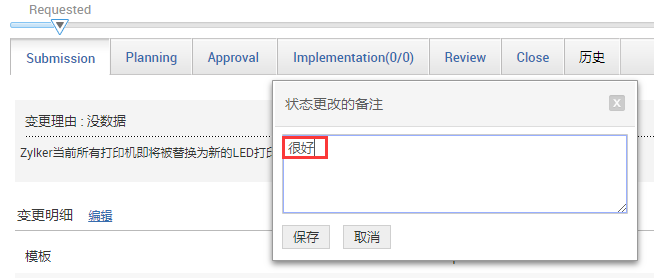 Requested
Submission Planning Approval Implementation(0/0) Review Close 历史
状态更改的备注 x
变更理由 : 没数据
很好
Zylker当前所有打印机即将被替换为新的LED打
变更明细 编辑
保存 取消
模板